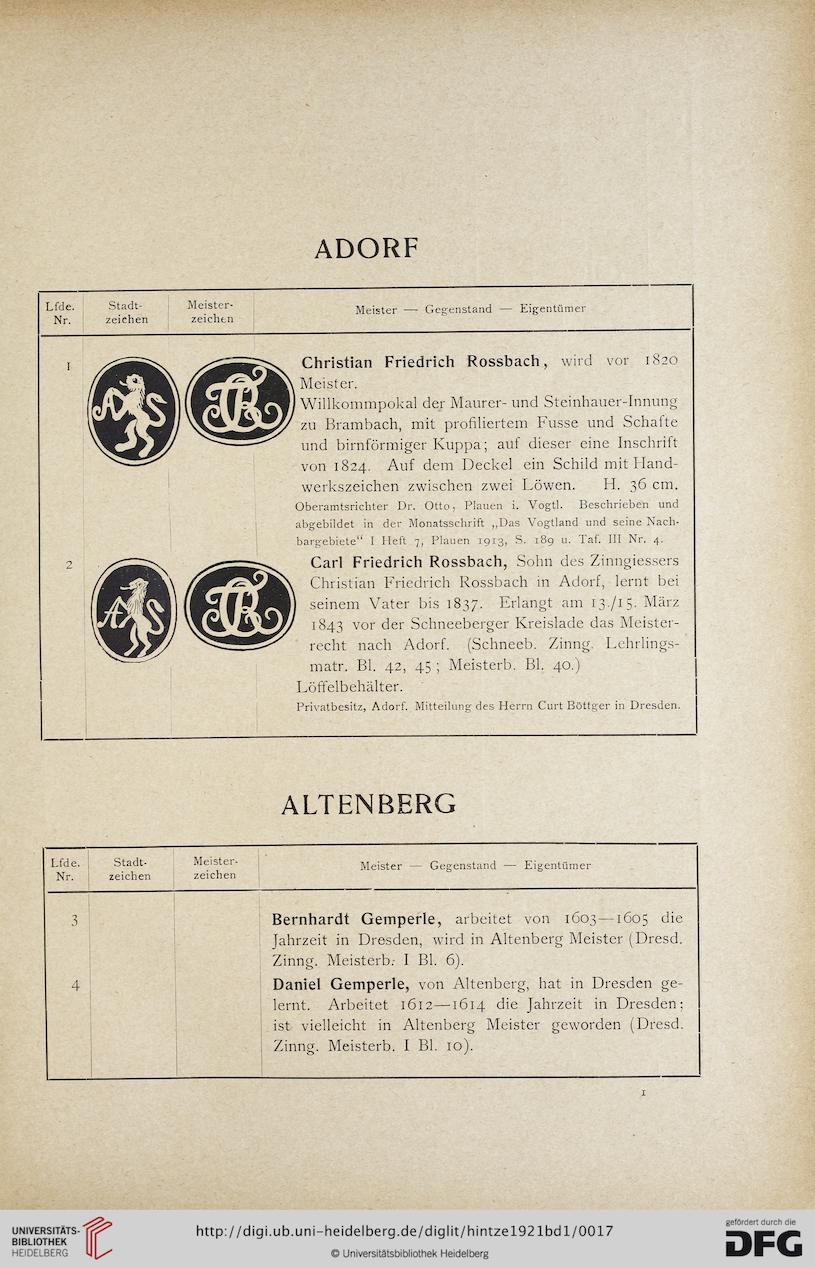 ADORF
Lfde. Nr.
Stadt-zeichen
Meister-zeichen
Meister — Gegenstand — Eigentümer
1
Christian Friedrich Rossbach, wird vor 1820
Meister.
Willkommpokal der Maurer- und Steinhauer-Innung
zu Brambach, mit profiliertem Fusse und Schafte
und birnförmiger Kuppa; auf dieser eine Inschrift
von 1824. Auf dem Deckel ein Schild mit Hand-
werkszeichen zwischen zwei Löwen. H. 36 cm.
Oberamtsrichter Dr. Otto, Plauen i. Vogtl. Beschrieben und
abgebildet in der Monatsschrift „Das Vogtland und seine Nach-
bargebiete“ I Heft 7, Plauen 1913, S. 189 u. Taf. III Nr. 4.
2
Carl Friedrich Rossbach, Sohn des Zinngiessers
Christian Friedrich Rossbach in Adorf, lernt bei
seinem Vater bis 1837. Erlangt am 13./15. März
1843 vor der Schneeberger Kreislade das Meister-
recht nach Adorf. (Schneeb. Zinng. Lehrlings-
matr. Bl. 42, 45; Meisterb. Bl. 40.)
Löffelbehälter.
Privatbesitz, Adorf. Mitteilung des Herrn Curt Böttger in Dresden.
ALTENBERG
Lfde. Nr.
Stadt-zeichen
Meister-zeichen
Meister — Gegenstand — Eigentümer
3
Bernhardt Gemperle, arbeitet von 1603—1605 die
Jahrzeit in Dresden, wird in Altenberg Meister (Dresd.
Zinng. Meisterb. I Bl. 6).
4
Daniel Gemperle, von Altenberg, hat in Dresden ge-
lernt. Arbeitet 1612—1614 die Jahrzeit in Dresden;
ist vielleicht in Altenberg Meister geworden (Dresd.
Zinng. Meisterb. I Bl. 10).
1
UNIVERSITÄTS-
BIBLIOTHEK
HEIDELBERG
http://digi.ub.uni-heidelberg.de/diglit/hintze1921bd1/0017
© Universitätsbibliothek Heidelberg
gefördert durch die
DFG